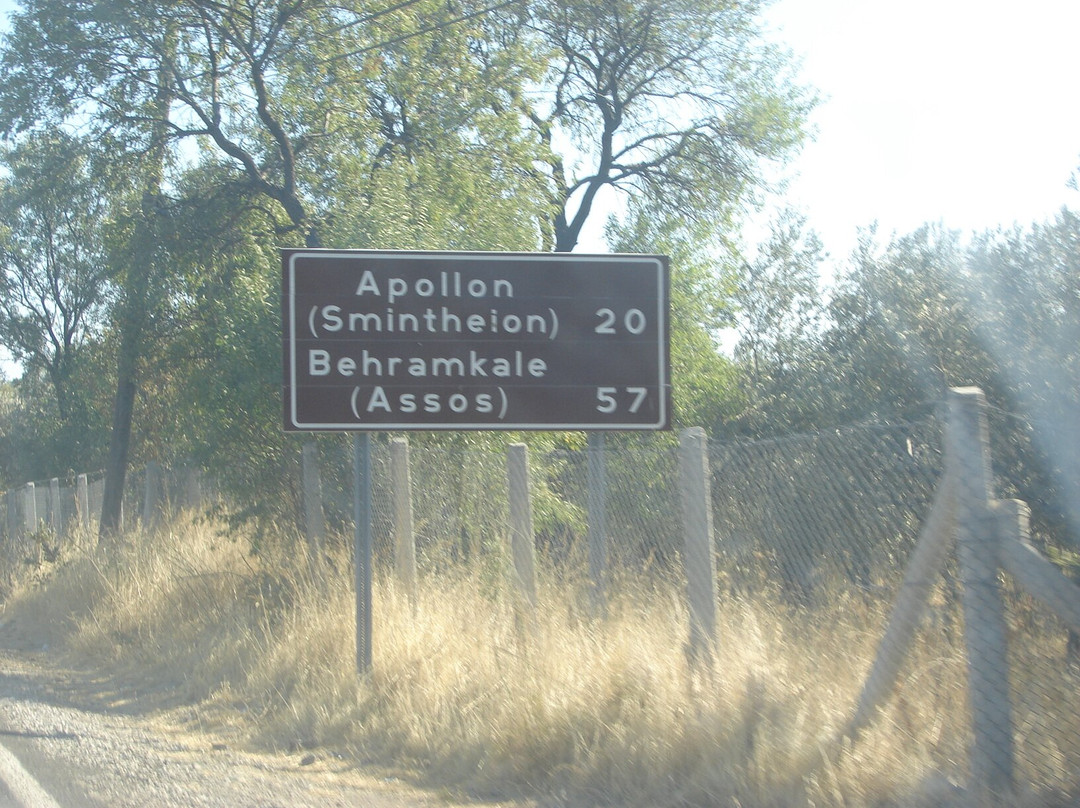 Apollon
(Smintheion) 20
Behramkale
(Assos) 57